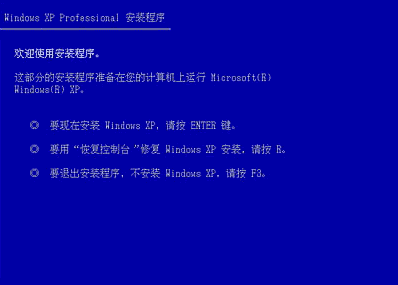 Windows XP Professional 安装程序
欢迎使用安装程序。
这部分的安装程序准备在您的计算机上运行 Microsoft(R)
Windows(R) XP。
◎ 要现在安装 Windows XP，请按 ENTER 键。
◎ 要用“恢复控制台”修复 Windows XP 安装，请按 R。
◎ 要退出安装程序，不安装 Windows XP，请按 F3。